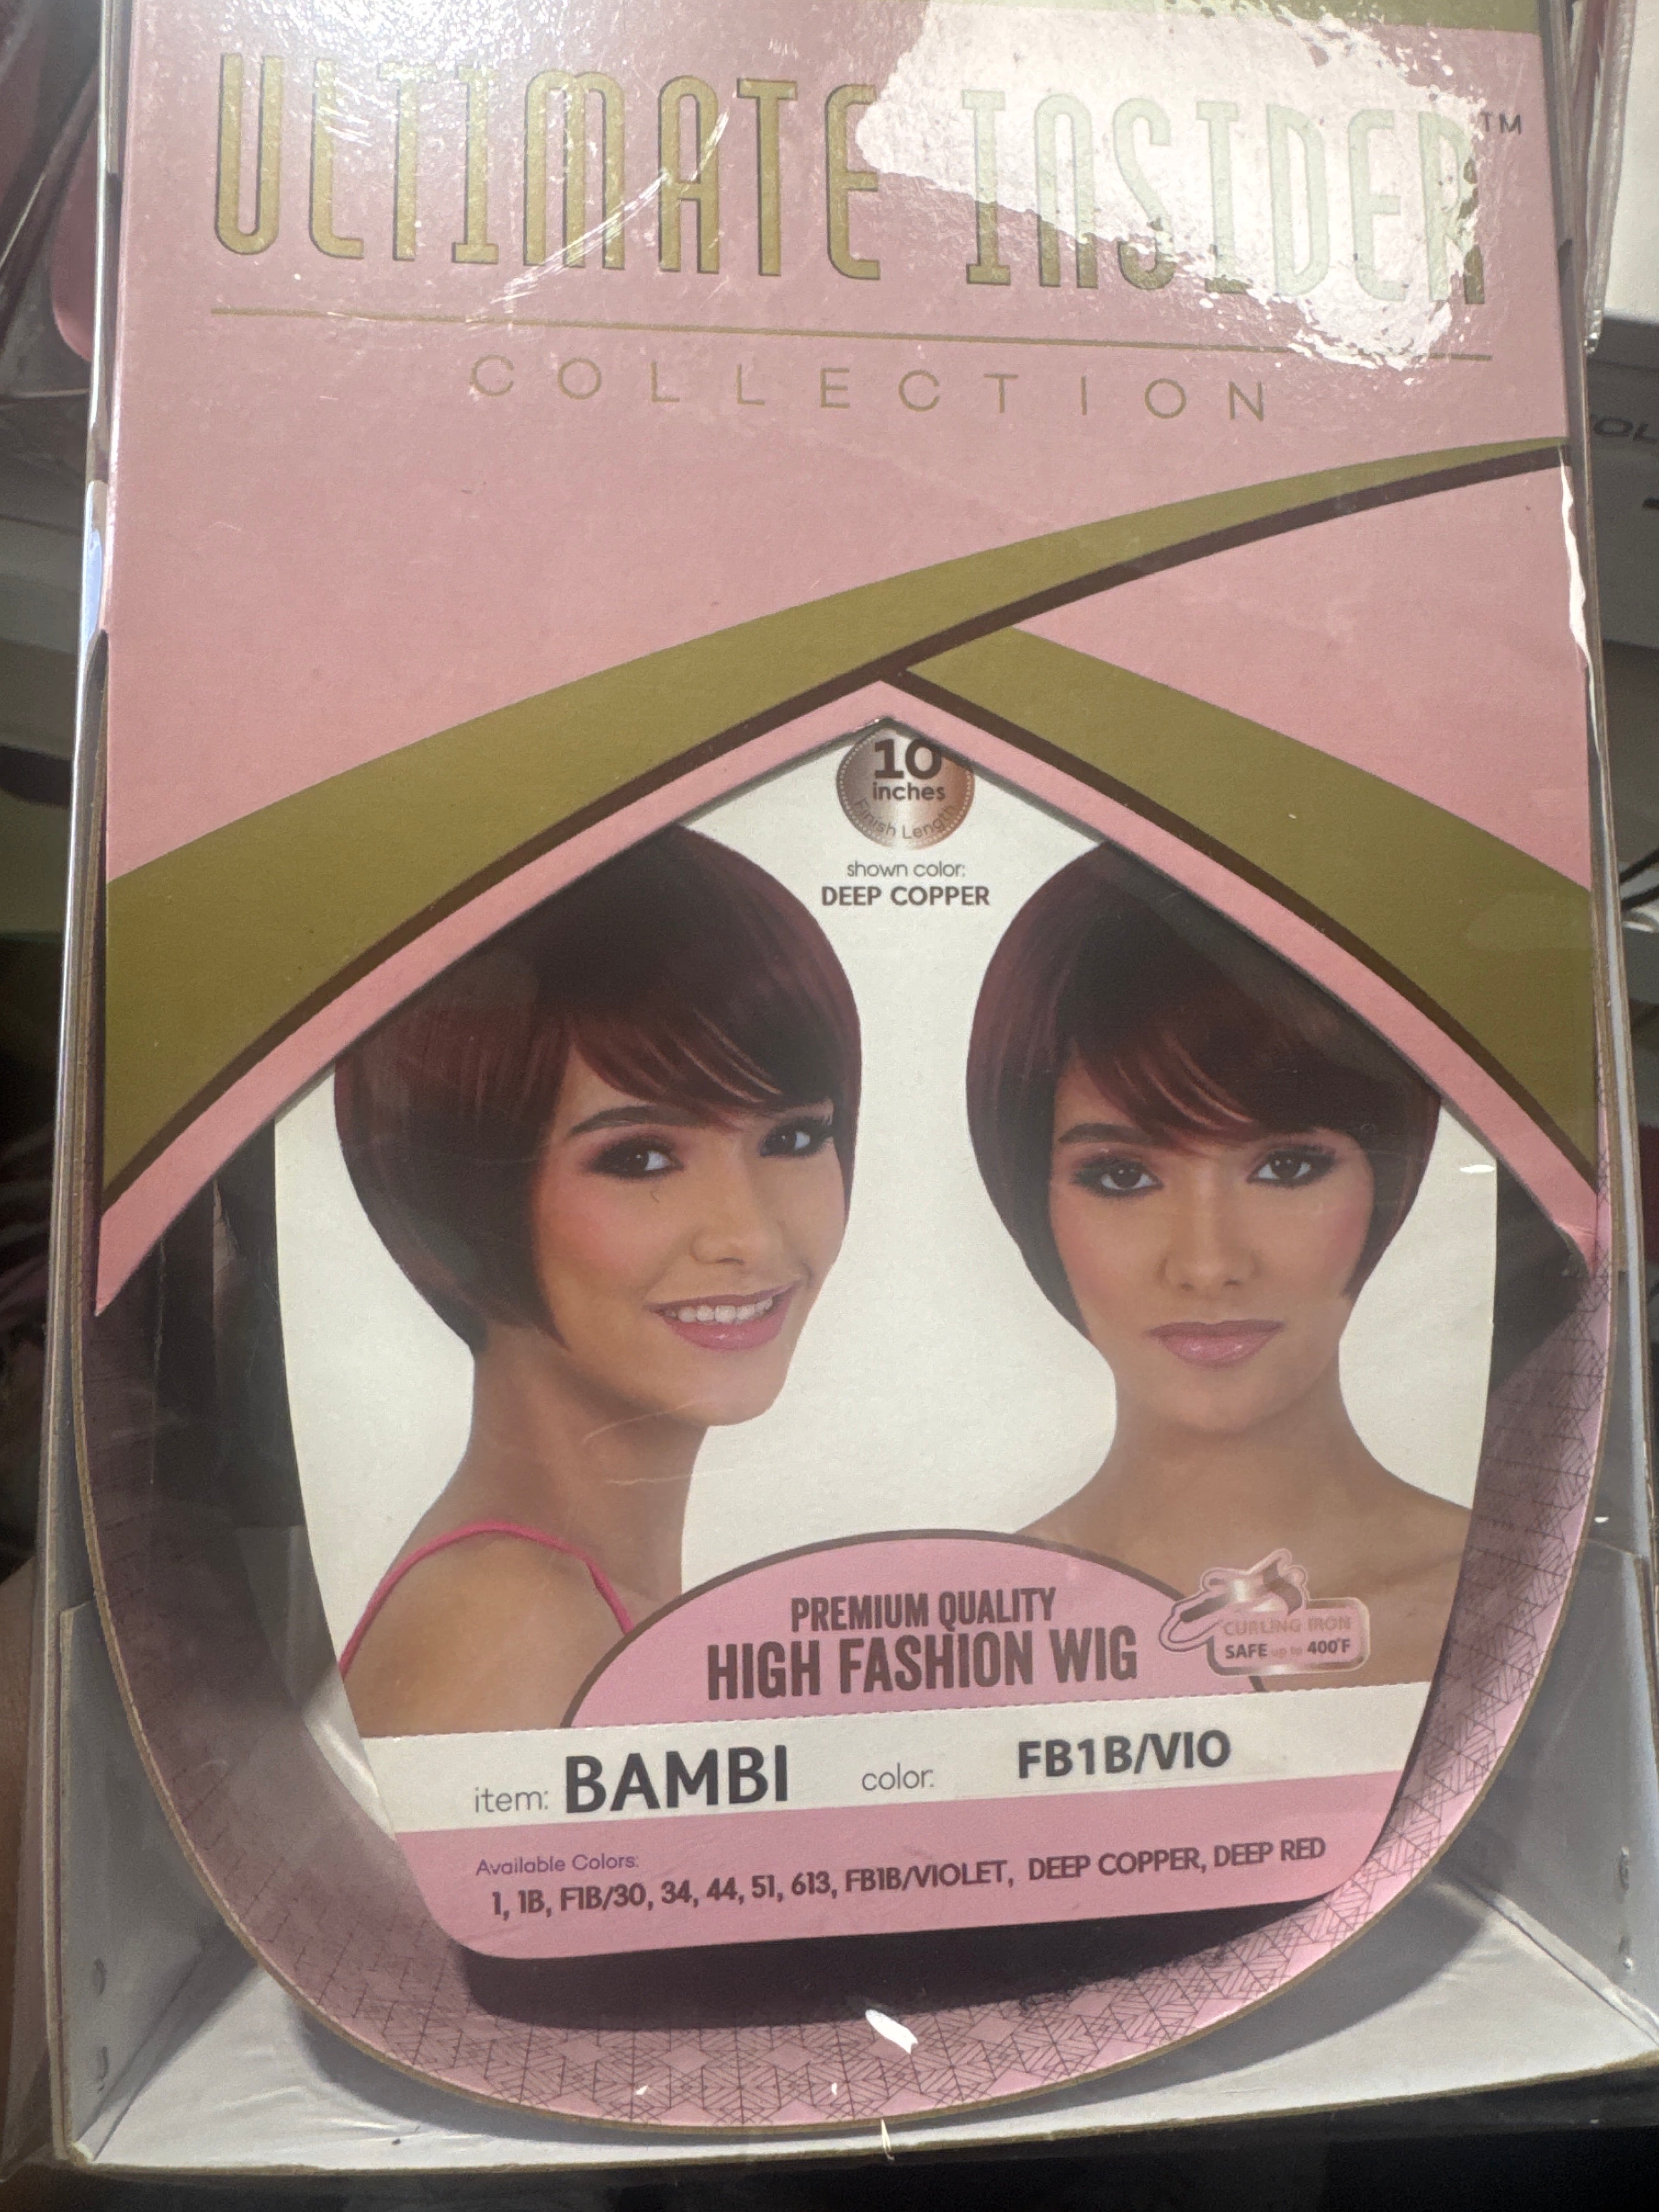 ULTIMATE INSIDER™
COLLECTION
10
inches
Finish Length
shown color:
DEEP COPPER
PREMIUM QUALITY
HIGH FASHION WIG
CURLING IRON
SAFE up to 400°F
item: BAMBI color: FB1B/VIO
Available Colors:
1, 1B, F1B/30, 34, 44, 51, 613, FB1B/VIOLET, DEEP COPPER, DEEP RED
OL